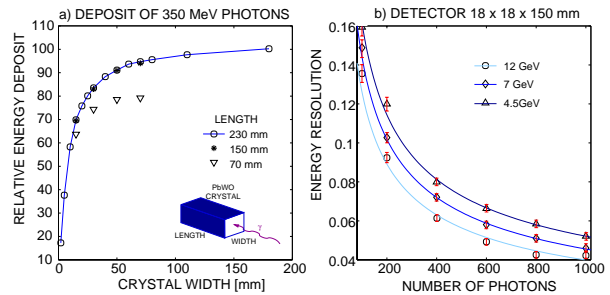 a) DEPOSIT OF 350 MeV PHOTONS
RELATIVE ENERGY DEPOSIT
110
100
90
80
70
60
50
40
30
20
10
LENGTH
230 mm
150 mm
70 mm
PbWO
CRYSTAL
γ
LENGTH
WIDTH
0 50 100 150 200
CRYSTAL WIDTH [mm]
b) DETECTOR 18 x 18 x 150 mm
ENERGY RESOLUTION
0.16
0.14
0.12
0.1
0.08
0.06
0.04
12 GeV
7 GeV
4.5GeV
200 400 600 800 1000
NUMBER OF PHOTONS